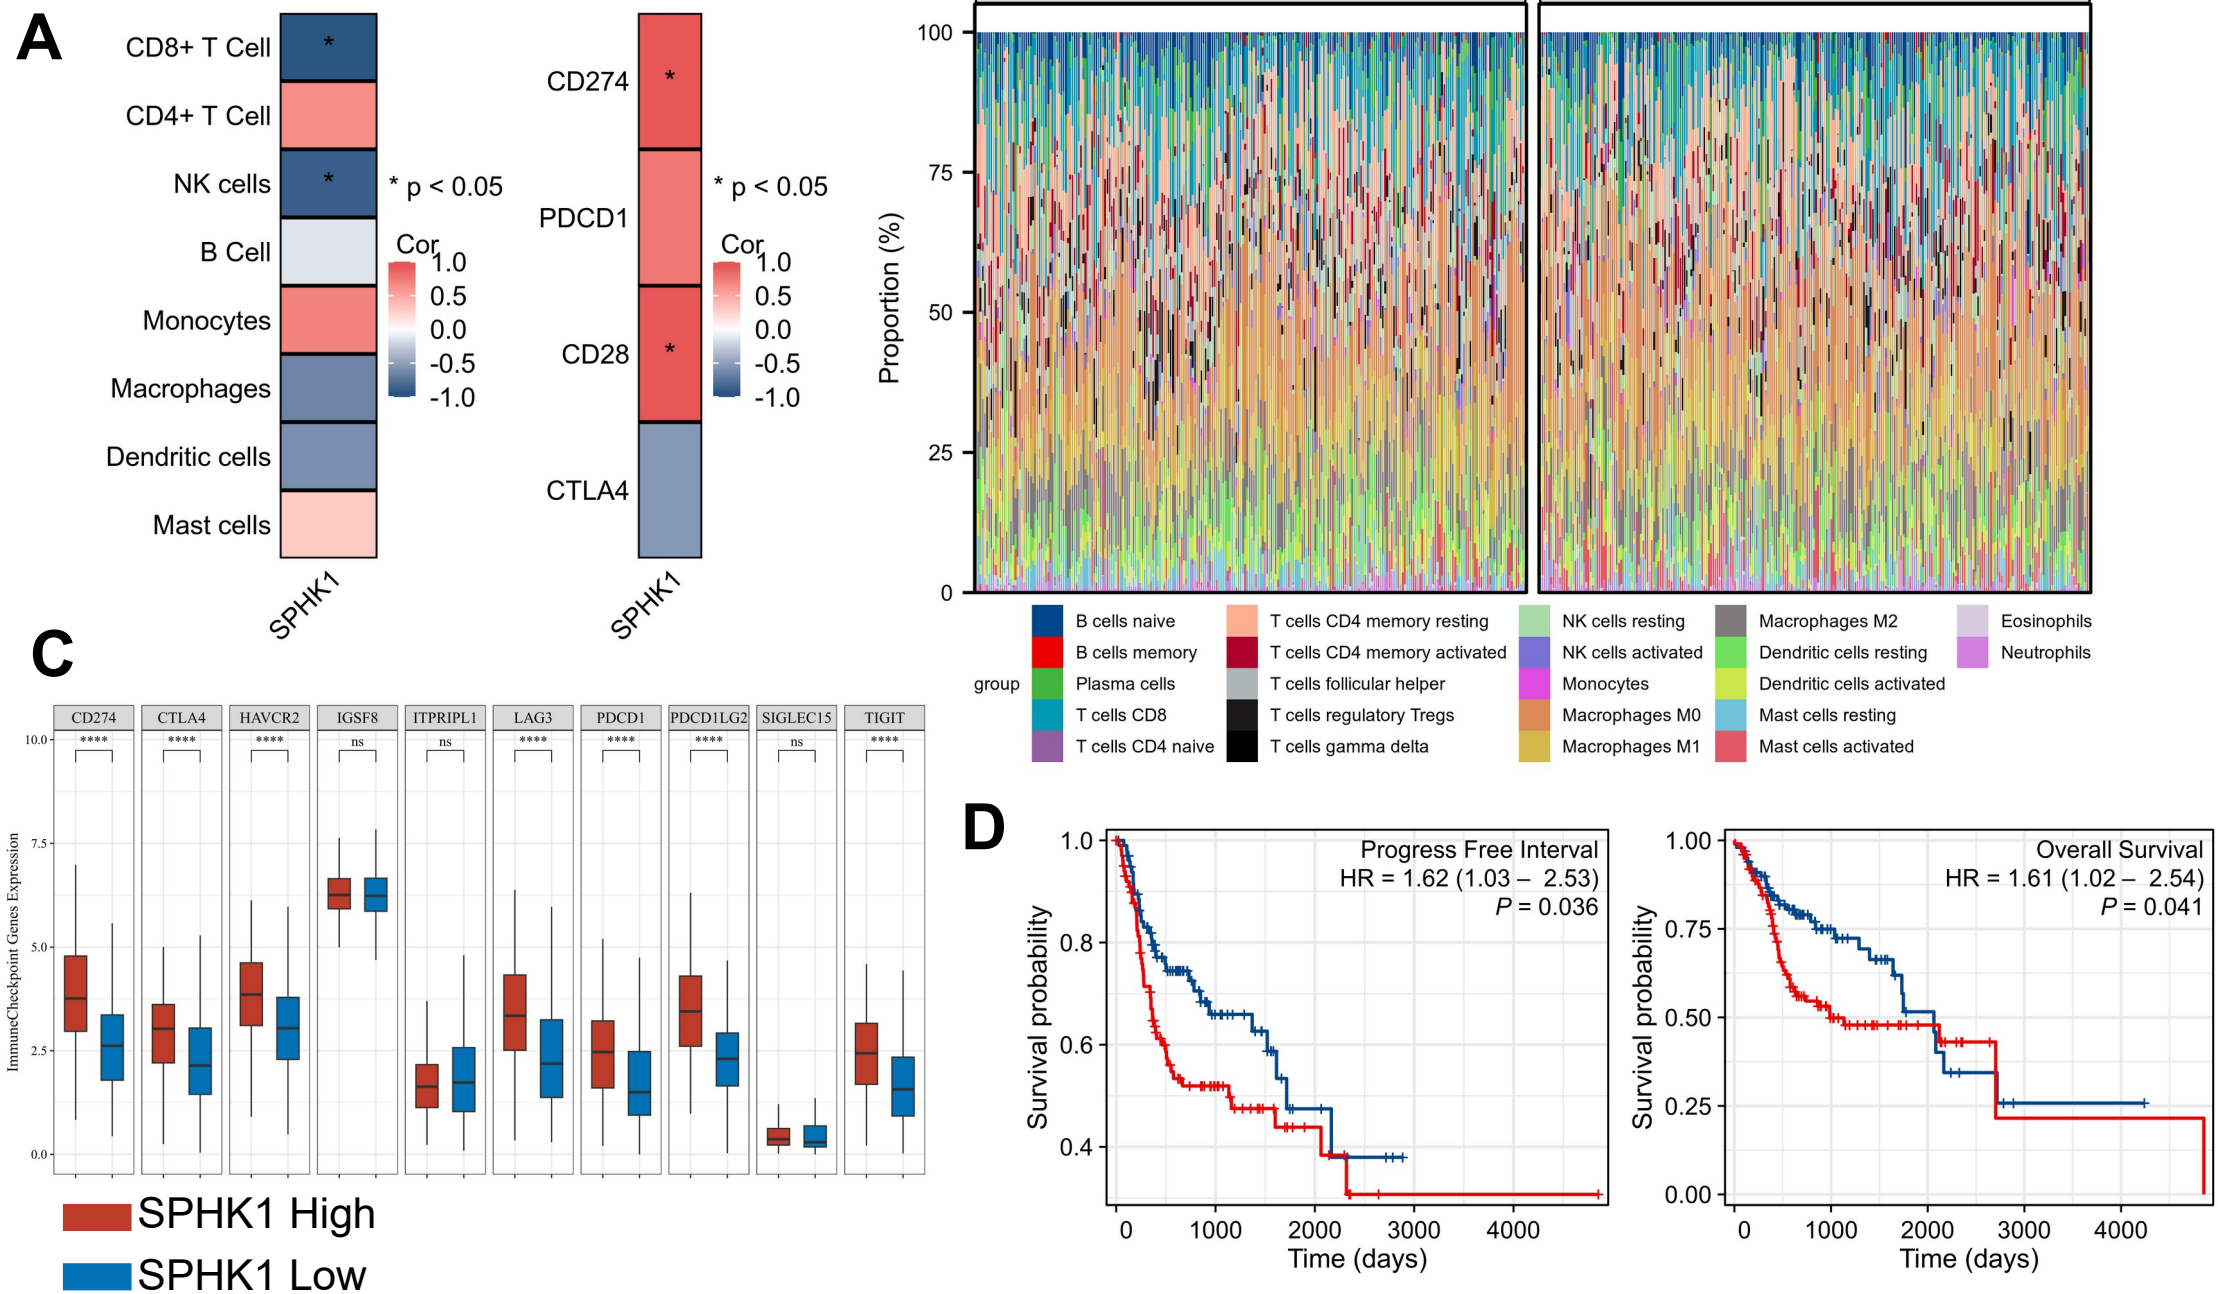 A
CD8+ T Cell
*
CD4+ T Cell
NK cells
*
B Cell
Monocytes
Macrophages
Dendritic cells
Mast cells
SPHK1
* p < 0.05
Cor
1.0
0.5
0.0
-0.5
-1.0
CD274
*
PDCD1
CD28
*
CTLA4
SPHK1
* p < 0.05
Cor
1.0
0.5
0.0
-0.5
-1.0
Proportion (%)
100
75
50
25
0
group
B cells naive
B cells memory
Plasma cells
T cells CD8
T cells CD4 naive
T cells CD4 memory resting
T cells CD4 memory activated
T cells follicular helper
T cells regulatory Tregs
T cells gamma delta
NK cells resting
NK cells activated
Monocytes
Macrophages M0
Macrophages M1
Macrophages M2
Dendritic cells resting
Dendritic cells activated
Mast cells resting
Mast cells activated
Eosinophils
Neutrophils
C
CD274 CTLA4 HAVCR2 IGSF8 ITPRIPL1 LAG3 PDCD1 PDCD1LG2 SIGLEC15 TIGIT
**** **** **** ns ns **** **** **** ns ****
ImmuneCheckpoint Genes Expression
10.0
7.5
5.0
2.5
0.0
SPHK1 High
SPHK1 Low
D
Progress Free Interval
HR = 1.62 (1.03 – 2.53)
P = 0.036
Survival probability
1.0
0.8
0.6
0.4
0 1000 2000 3000 4000
Time (days)
Overall Survival
HR = 1.61 (1.02 – 2.54)
P = 0.041
Survival probability
1.00
0.75
0.50
0.25
0.00
0 1000 2000 3000 4000
Time (days)